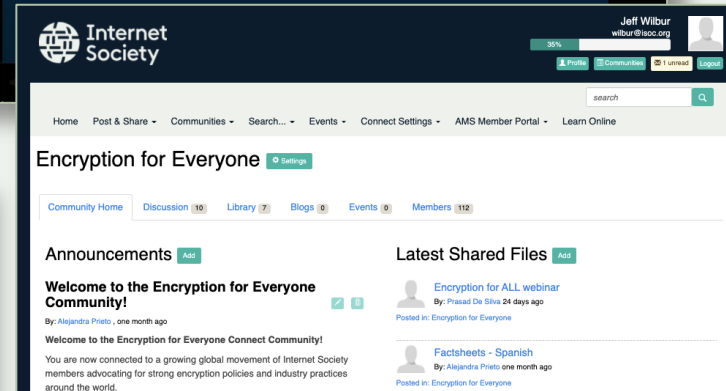 Internet
Society
Jeff Wilbur
wilbur@isoc.org
35%
Profile Communities 1 unread Logout
search
Home Post & Share Communities Search... Events Connect Settings AMS Member Portal Learn Online
Encryption for Everyone Settings
Community Home Discussion 10 Library 7 Blogs 0 Events 0 Members 112
Announcements Add
Welcome to the Encryption for Everyone
Community!
By: Alejandra Prieto , one month ago
Welcome to the Encryption for Everyone Connect Community!
You are now connected to a growing global movement of Internet Society
members advocating for strong encryption policies and industry practices
around the world.
Latest Shared Files Add
Encryption for ALL webinar
By: Prasad De Silva 24 days ago
Posted in: Encryption for Everyone
Factsheets - Spanish
By: Alejandra Prieto one month ago
Posted in: Encryption for Everyone